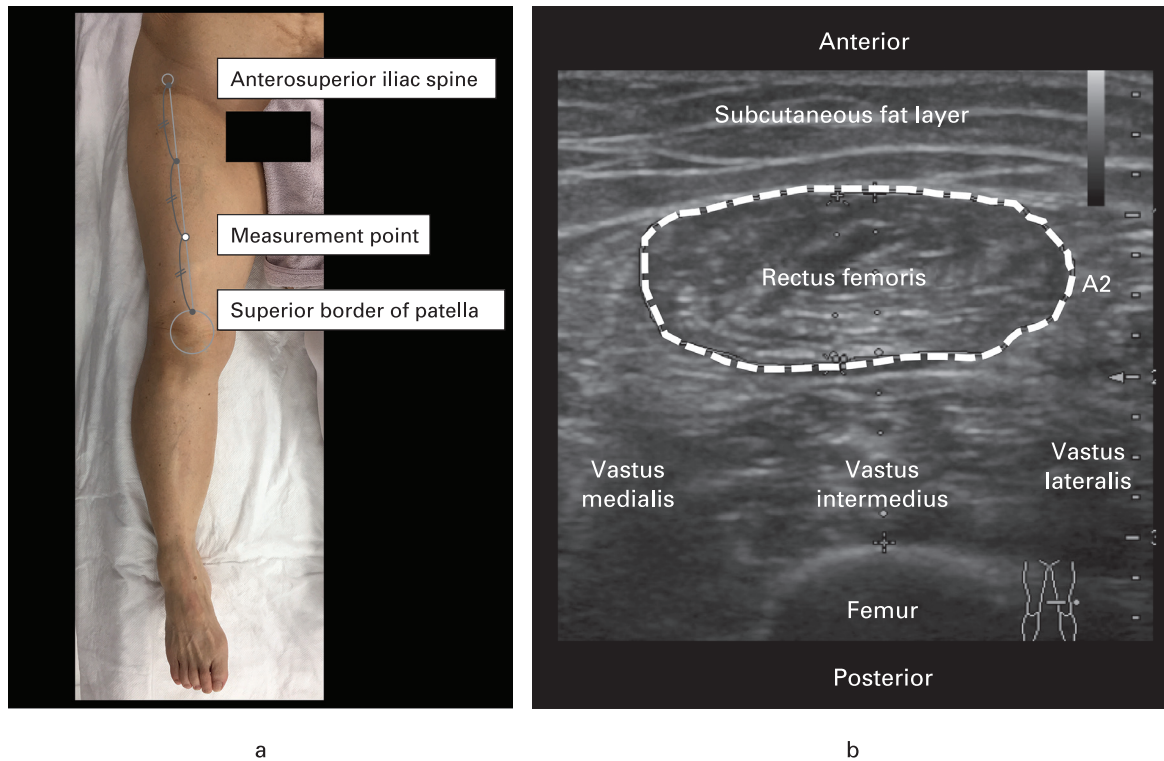 Anterosuperior iliac spine
Measurement point
Superior border of patella
a
Anterior
Subcutaneous fat layer
Rectus femoris
A2
Vastus
medialis
Vastus
intermedius
Vastus
lateralis
Femur
Posterior
b